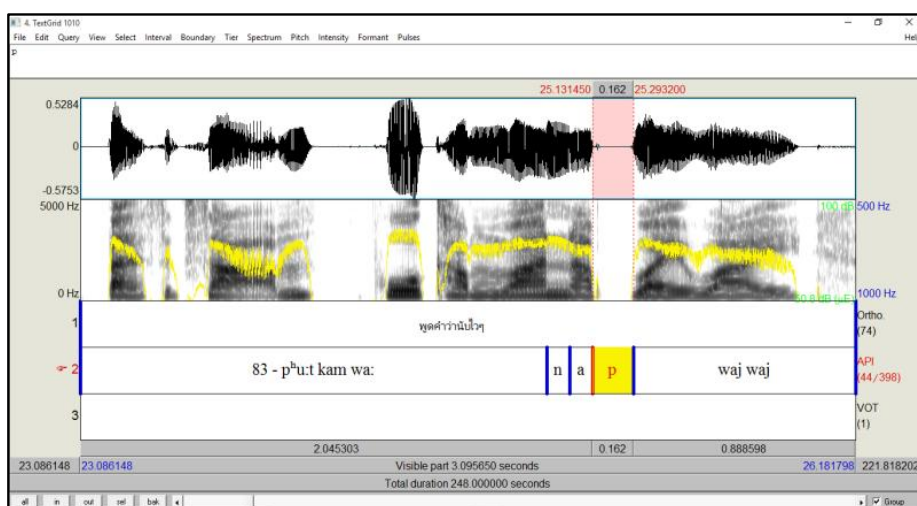 4. TextGrid 1010
File Edit Query View Select Interval Boundary Tier Spectrum Pitch Intensity Formant Pulses Hel
p
25.131450 0.162 25.293200
0.5284
0
-0.5753
5000 Hz 100 dB 500 Hz
0 Hz 50.0 dB (µE) 1000 Hz
1 พูดคำว่านับไวๆ Ortho. (74)
2 83 - pʰu:t kam wa: n a p waj waj API (44/398)
3 VOT (1)
2.045303 0.162 0.888598
23.086148 23.086148 Visible part 3.095650 seconds 26.181798 221.818202
Total duration 248.000000 seconds
all in out sel bak Group